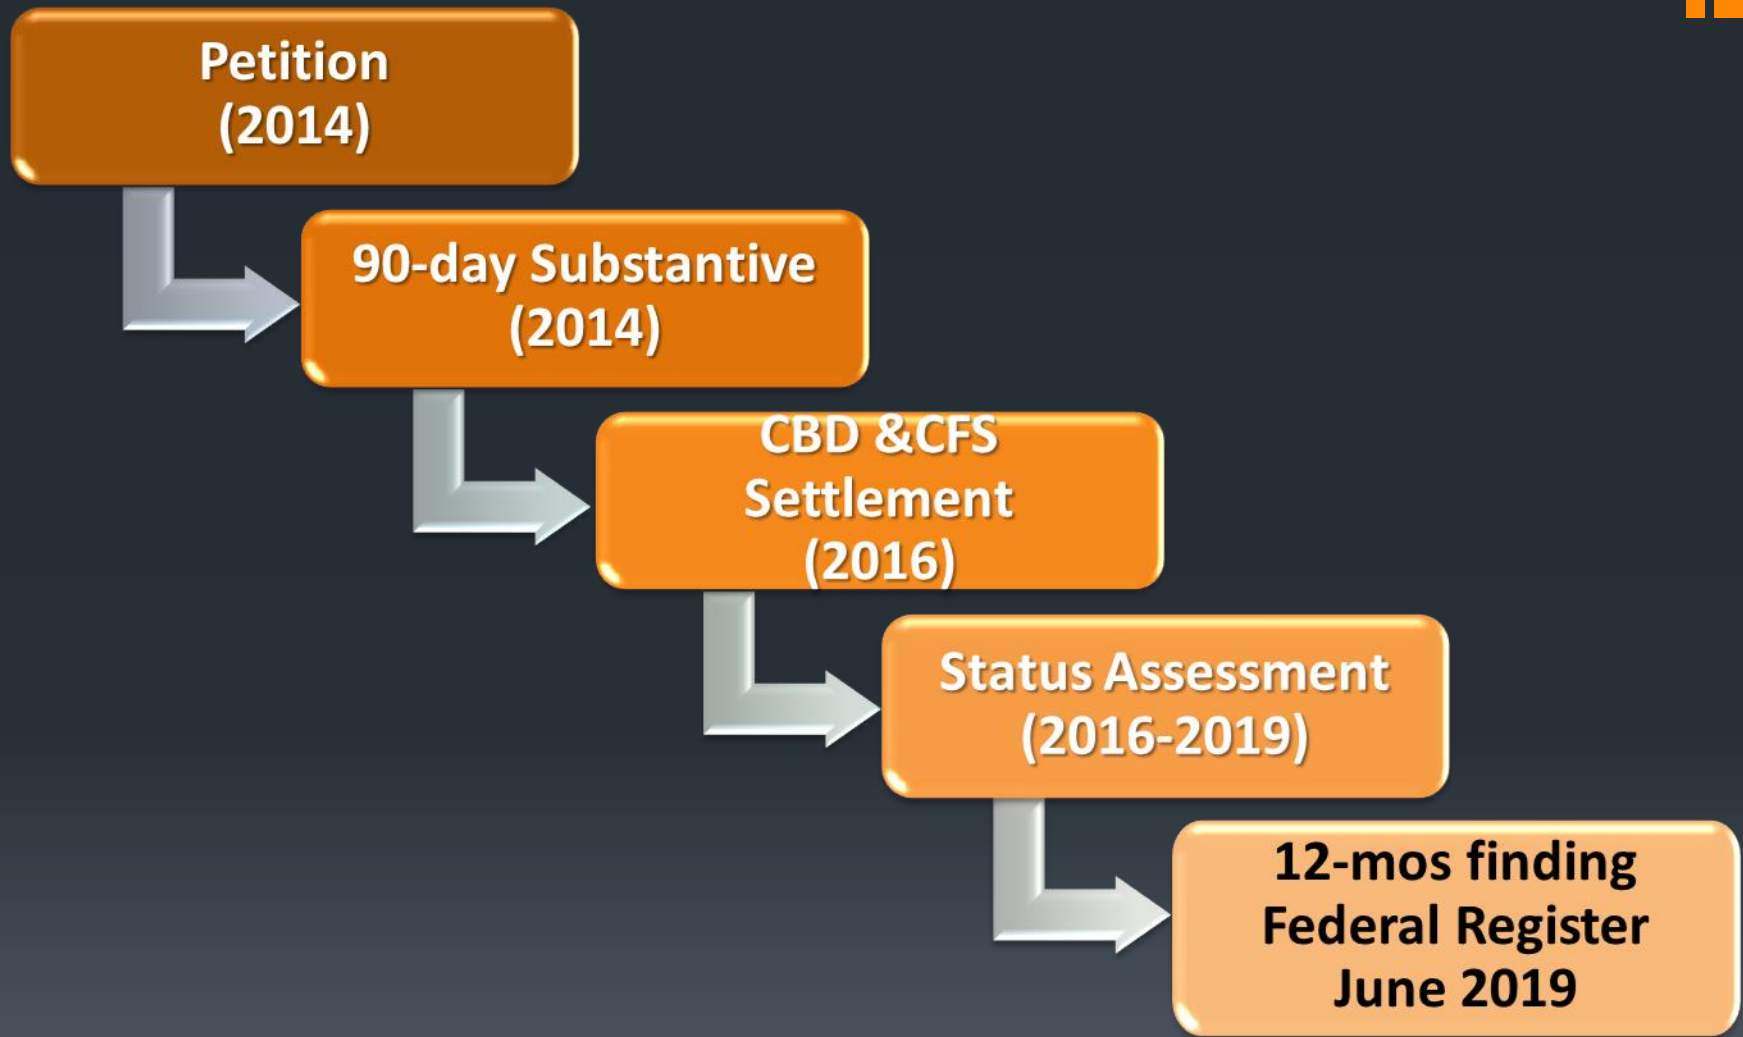 Petition
(2014)
90-day Substantive
(2014)
CBD &CFS
Settlement
(2016)
Status Assessment
(2016-2019)
12-mos finding
Federal Register
June 2019